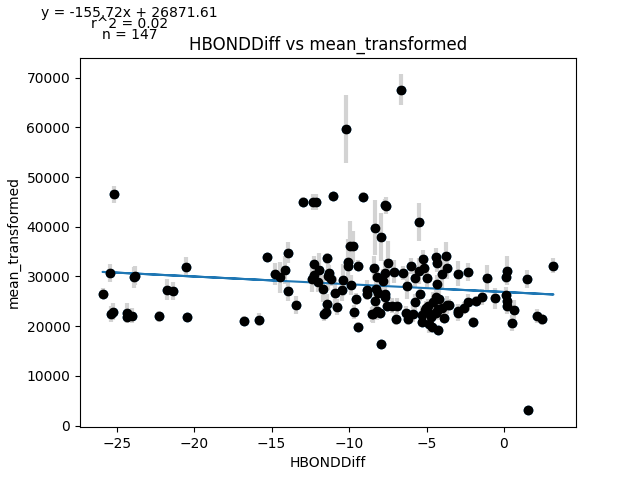 y = -155.72x + 26871.61
r^2 = 0.02
n = 147
HBONDDiff vs mean_transformed
70000
60000
50000
40000
30000
20000
10000
0
mean_transformed
−25
−20
−15
−10
−5
0
HBONDDiff